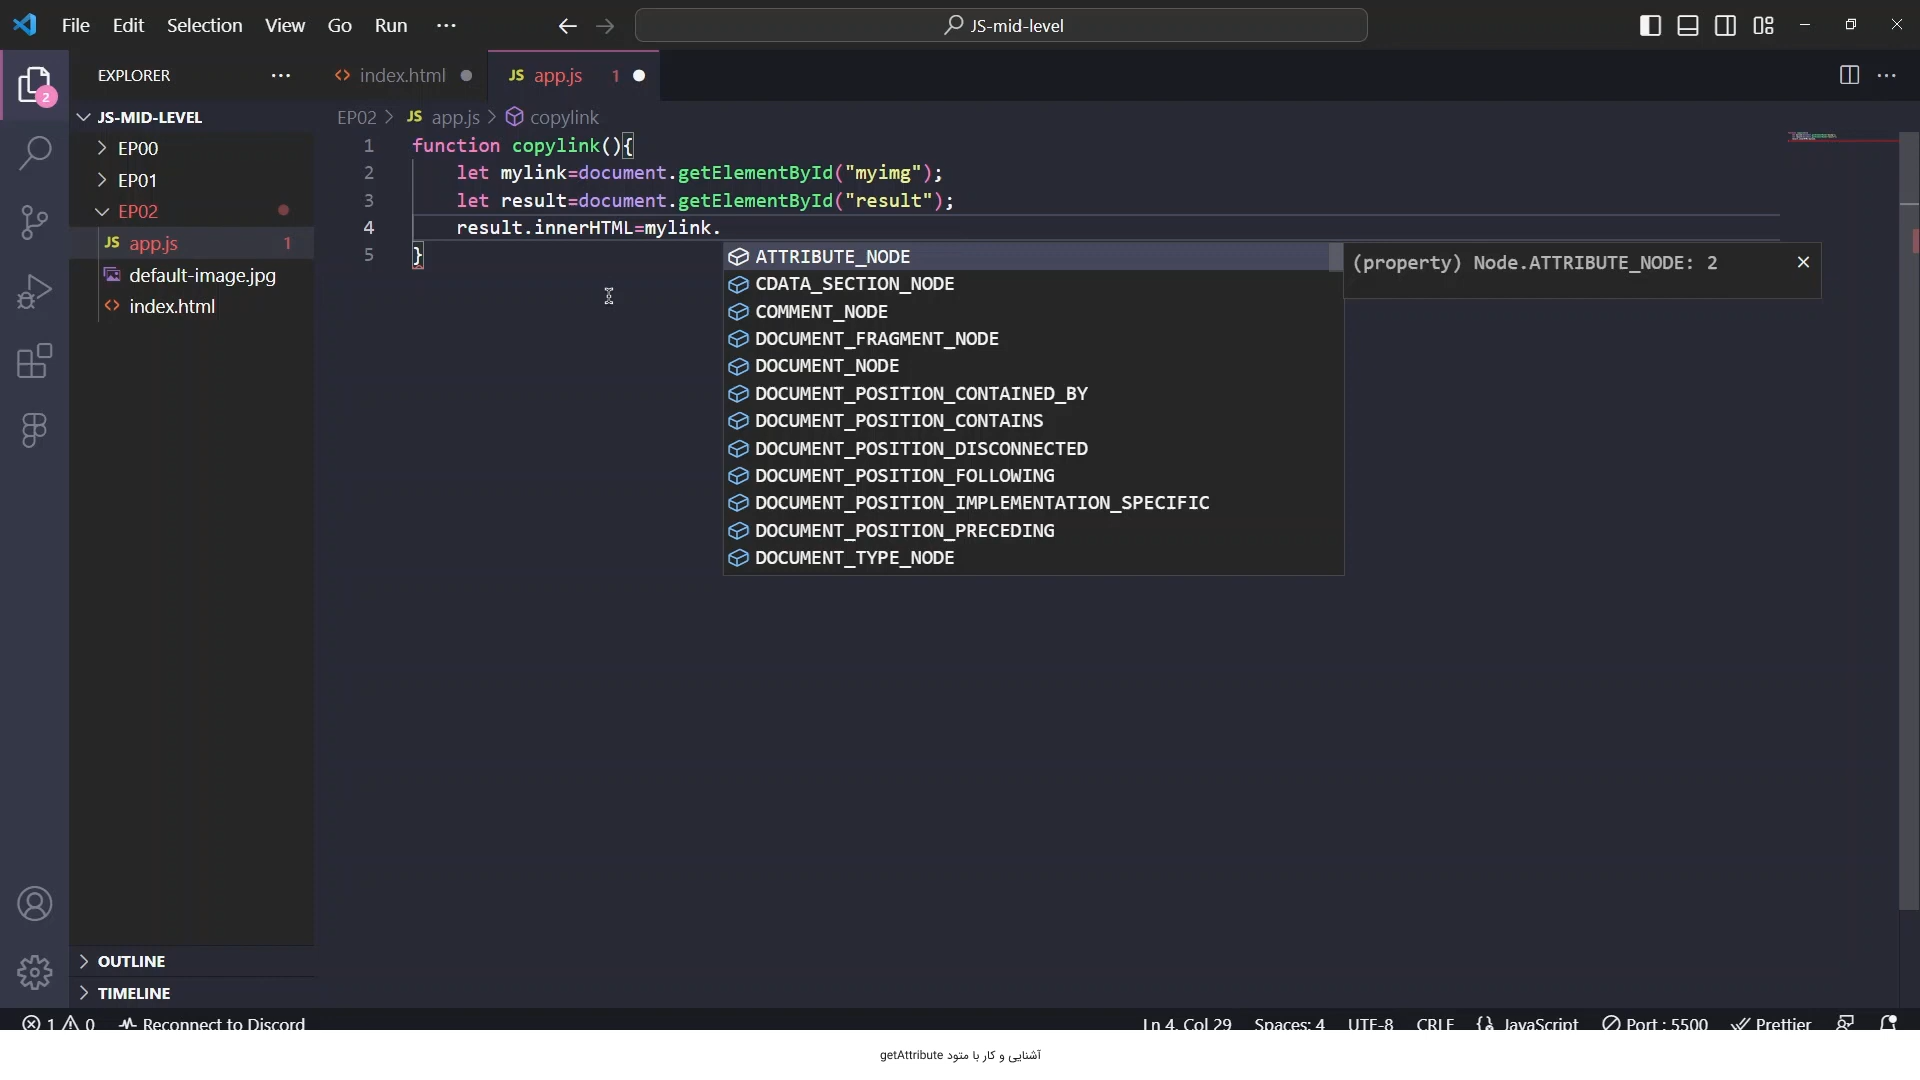 File Edit Selection View Go Run ··· JS-mid-level
EXPLORER ···
2
JS-MID-LEVEL
EP00
EP01
EP02
JS app.js 1
default-image.jpg
index.html
OUTLINE
TIMELINE
index.html
JS app.js 1
EP02 > JS app.js > copylink
1 function copylink(){
2 let mylink=document.getElementById("myimg");
3 let result=document.getElementById("result");
4 result.innerHTML=mylink.
5 }
ATTRIBUTE_NODE
CDATA_SECTION_NODE
COMMENT_NODE
DOCUMENT_FRAGMENT_NODE
DOCUMENT_NODE
DOCUMENT_POSITION_CONTAINED_BY
DOCUMENT_POSITION_CONTAINS
DOCUMENT_POSITION_DISCONNECTED
DOCUMENT_POSITION_FOLLOWING
DOCUMENT_POSITION_IMPLEMENTATION_SPECIFIC
DOCUMENT_POSITION_PRECEDING
DOCUMENT_TYPE_NODE
(property) Node.ATTRIBUTE_NODE: 2
1 0 Reconnect to Discord Ln 4, Col 29 Spaces: 4 UTF-8 CRLF {} JavaScript Port : 5500 Prettier
آشنایی و کار با متود getAttribute